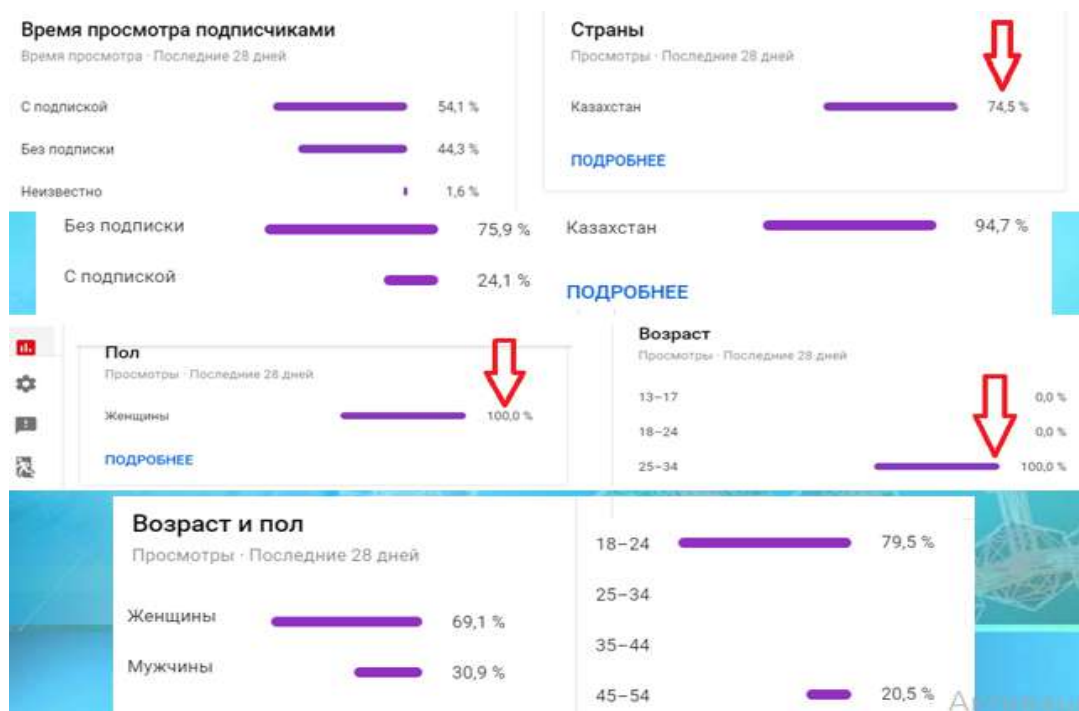 Время просмотра подписчиками
Время просмотра · Последние 28 дней
С подпиской 54,1 %
Без подписки 44,3 %
Неизвестно 1,6 %
Страны
Просмотры · Последние 28 дней
Казахстан 74,5 %
ПОДРОБНЕЕ
Без подписки 75,9 %
С подпиской 24,1 %
Казахстан 94,7 %
ПОДРОБНЕЕ
Пол
Просмотры · Последние 28 дней
Женщины 100,0 %
ПОДРОБНЕЕ
Возраст
Просмотры · Последние 28 дней
13–17 0,0 %
18–24 0,0 %
25–34 100,0 %
Возраст и пол
Просмотры · Последние 28 дней
Женщины 69,1 %
Мужчины 30,9 %
18–24 79,5 %
25–34
35–44
45–54 20,5 %